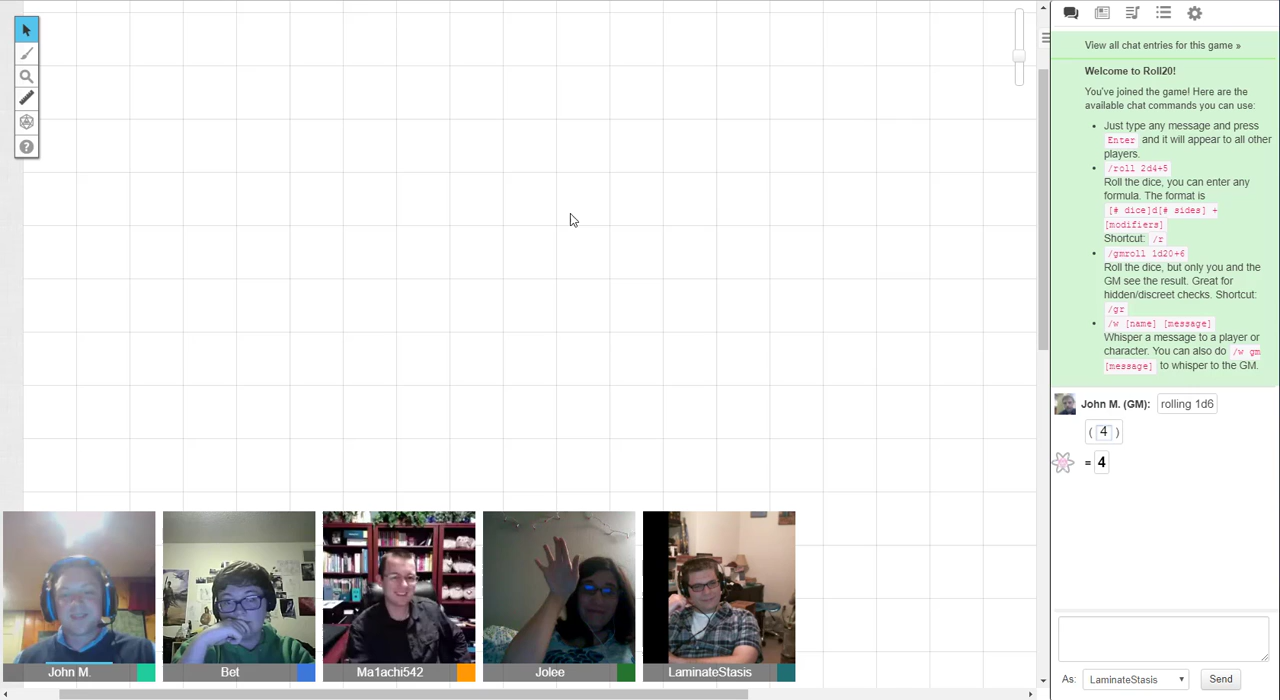 View all chat entries for this game »
Welcome to Roll20!
You've joined the game! Here are the
available chat commands you can use:
Just type any message and press
Enter and it will appear to all other
players.
/roll 2d4+5
Roll the dice, you can enter any
formula. The format is
[# dice]d[# sides] +
[modifiers]
Shortcut: /r
/gmroll 1d20+6
Roll the dice, but only you and the
GM see the result. Great for
hidden/discreet checks. Shortcut:
/gr
/w [name] [message]
Whisper a message to a player or
character. You can also do /w gm
[message] to whisper to the GM.
John M. (GM): rolling 1d6
( 4 )
= 4
John M.
Bet
Ma1achi542
Jolee
LaminateStasis
As: LaminateStasis Send